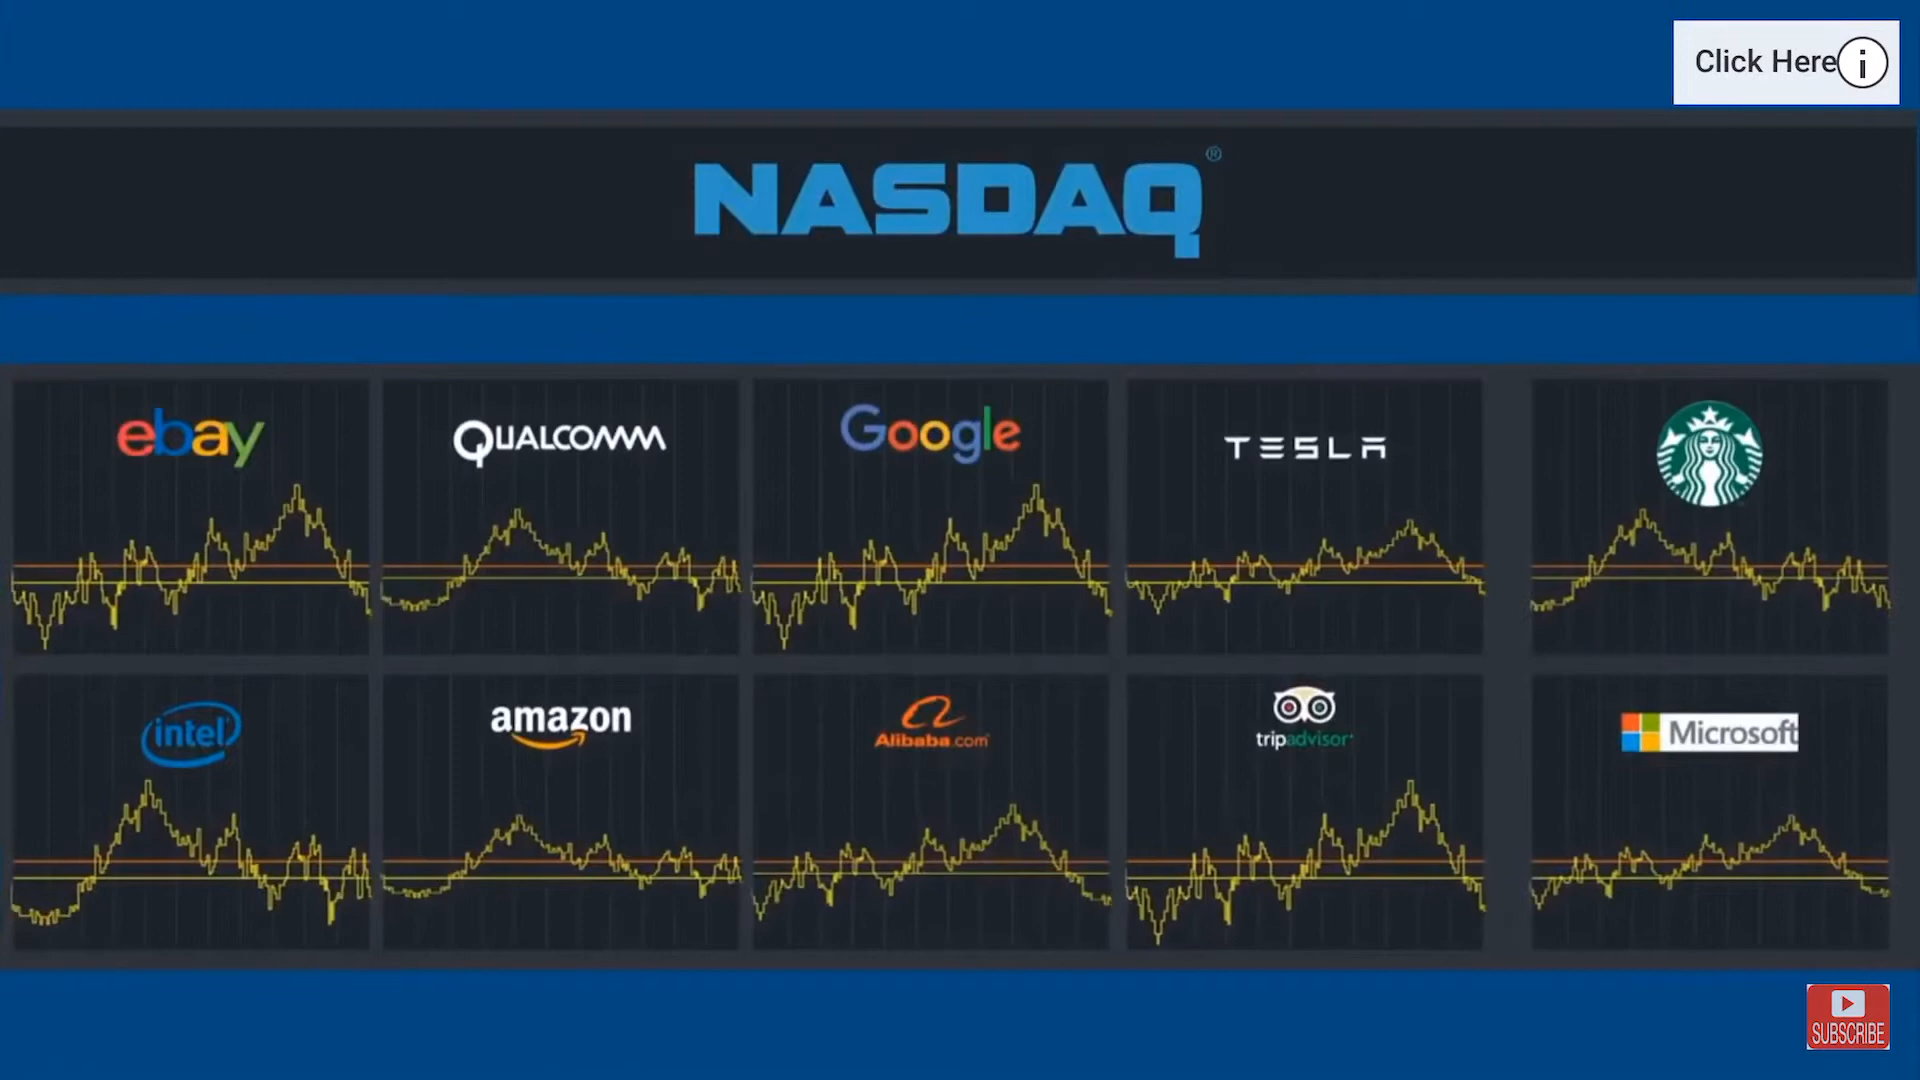 Click Here i
NASDAQ®
ebay
QUALCOMM
Google
TESLA
intel
amazon
Alibaba.com
tripadvisor
Microsoft
SUBSCRIBE